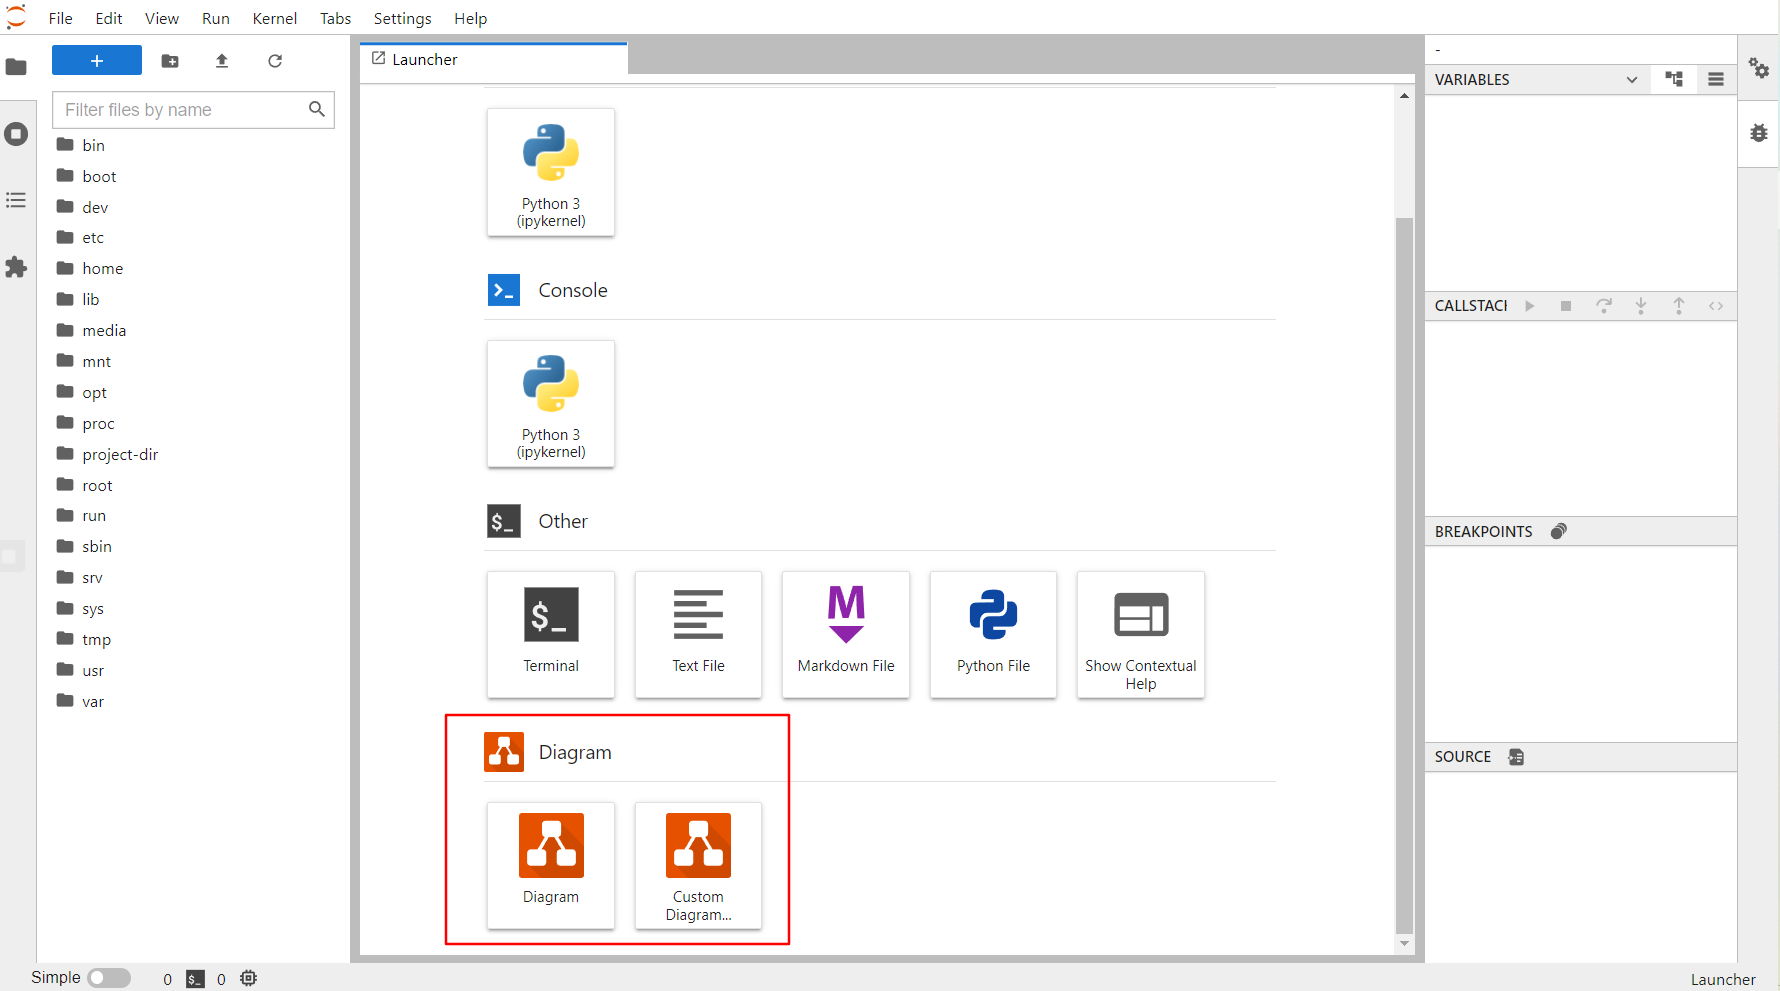 File Edit View Run Kernel Tabs Settings Help
+
Filter files by name
bin
boot
dev
etc
home
lib
media
mnt
opt
proc
project-dir
root
run
sbin
srv
sys
tmp
usr
var
Launcher
Python 3
(ipykernel)
Console
Python 3
(ipykernel)
$_ Other
$_
Terminal
Text File
M
Markdown File
Python File
Show Contextual
Help
Diagram
Diagram
Custom
Diagram...
-
VARIABLES
CALLSTACK
BREAKPOINTS
SOURCE
Simple 0 $_ 0
Launcher